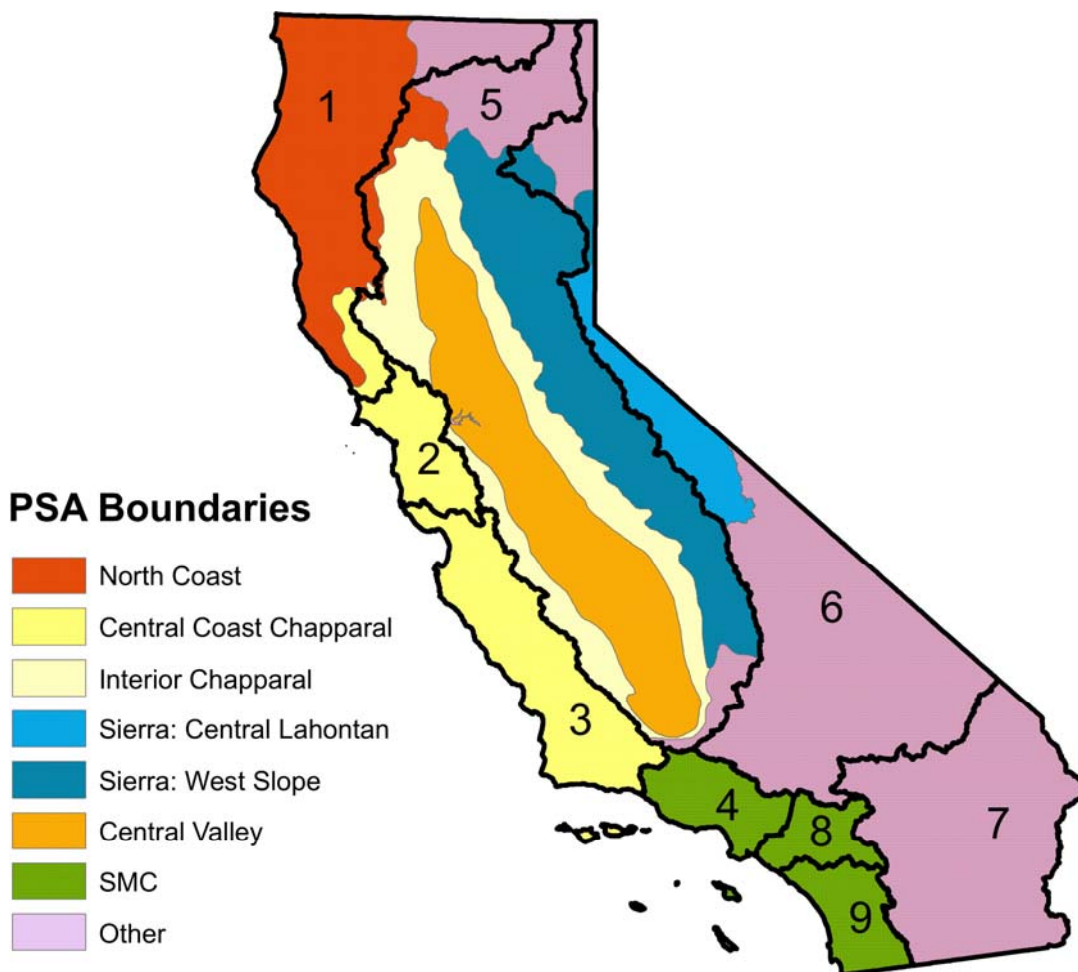 1
5
2
PSA Boundaries
North Coast
Central Coast Chapparal
Interior Chapparal
Sierra: Central Lahontan
Sierra: West Slope
Central Valley
SMC
Other
6
3
4
8
7
9